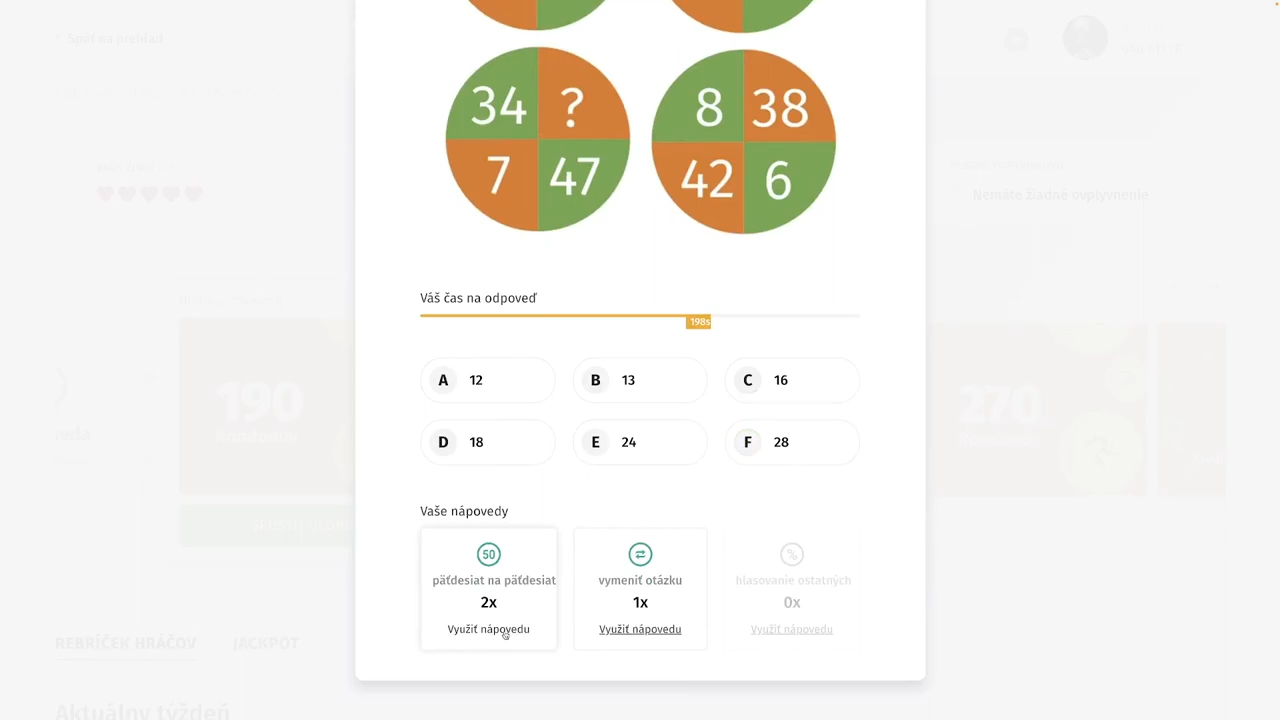 Späť na prehľad
34 ? 8 38
7 47 42 6
Nemáte žiadne ovplyvnenie
Váš čas na odpoveď
198s
A 12 B 13 C 16
190
270
D 18 E 24 F 28
Vaše nápovedy
50 %
päťdesiat na päťdesiat vymeniť otázku hlasovanie ostatných
2x 1x 0x
Využiť nápovedu Využiť nápovedu Využiť nápovedu
REBRÍČEK HRÁČOV JACKPOT
Aktuálny týždeň